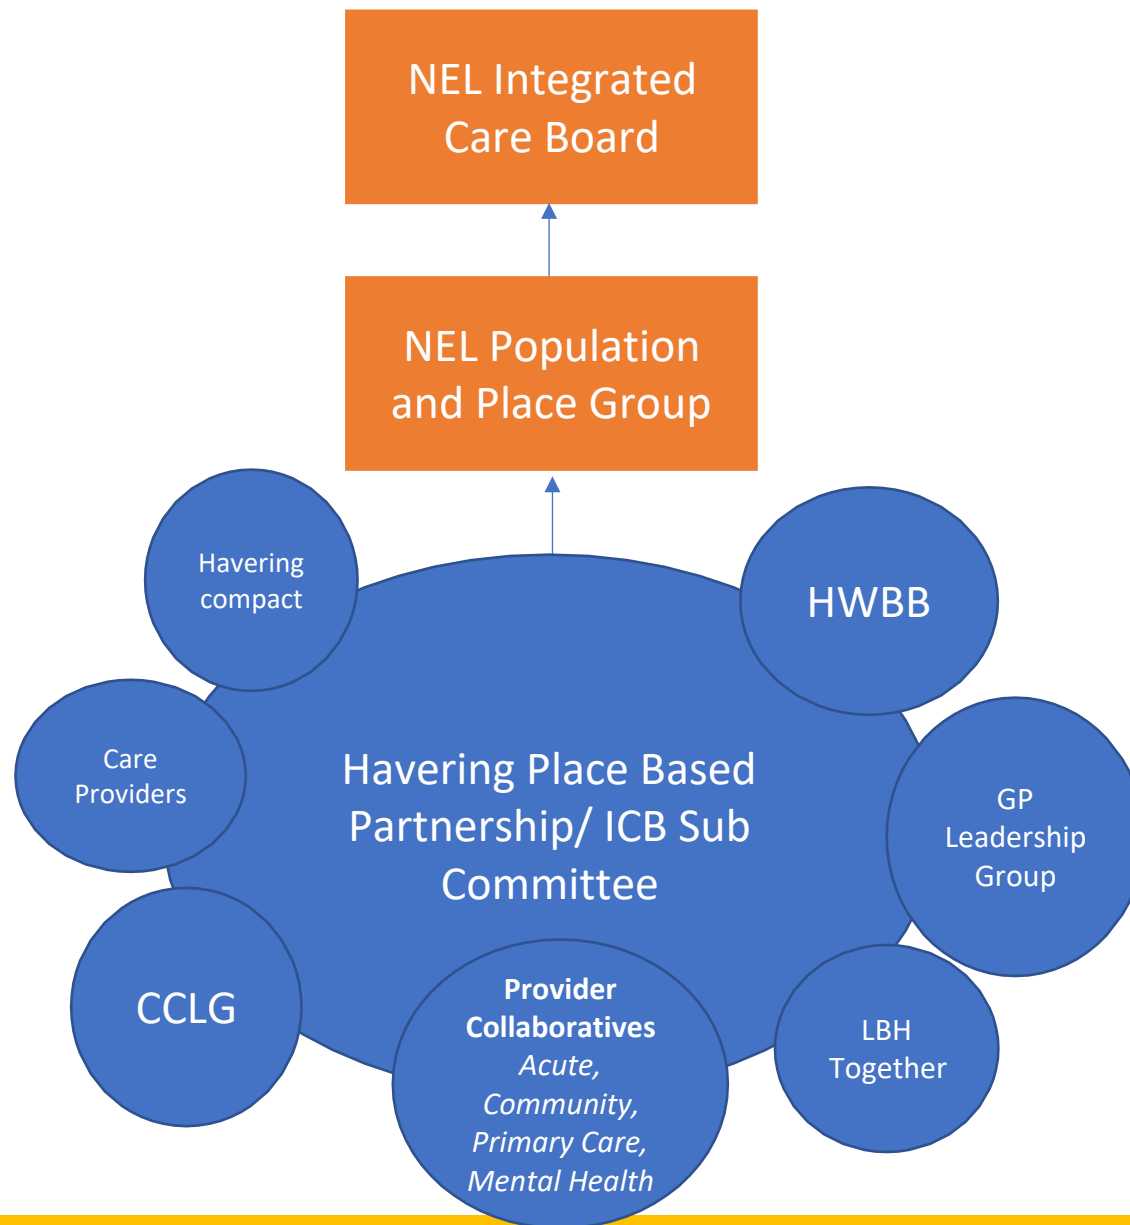 NEL Integrated
Care Board
NEL Population
and Place Group
Havering
compact
HWBB
Care
Providers
Havering Place Based
Partnership/ ICB Sub
Committee
GP
Leadership
Group
CCLG
Provider
Collaboratives
Acute,
Community,
Primary Care,
Mental Health
LBH
Together